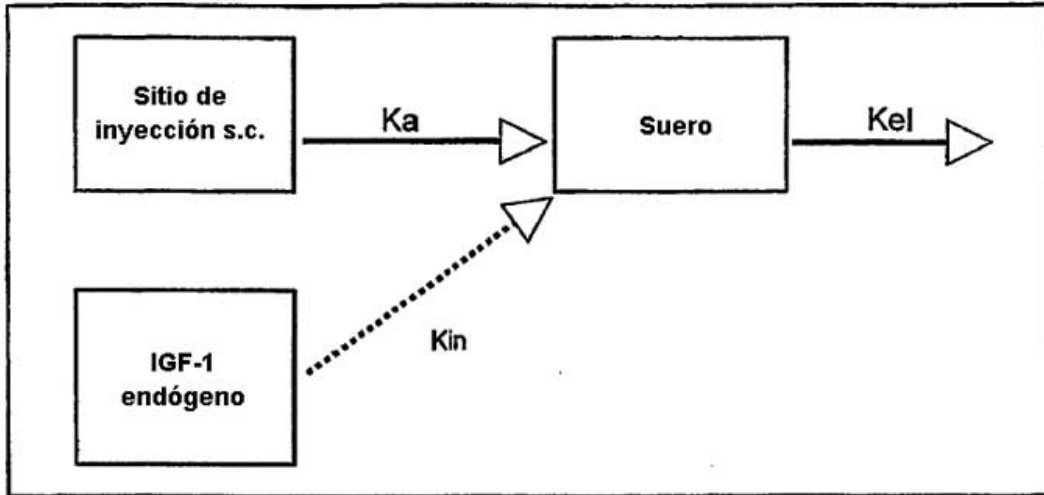 Sitio de
inyección s.c.
Ka
Suero
Kel
Kin
IGF-1
endógeno